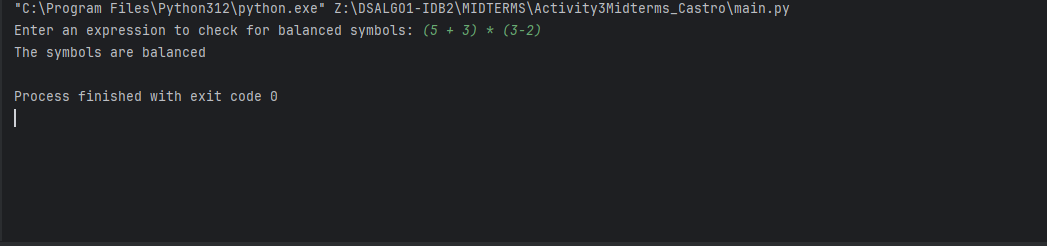 "C:\Program Files\Python312\python.exe" Z:\DSALGO1-IDB2\MIDTERMS\Activity3Midterms_Castro\main.py
Enter an expression to check for balanced symbols: (5 + 3) * (3-2)
The symbols are balanced
Process finished with exit code 0